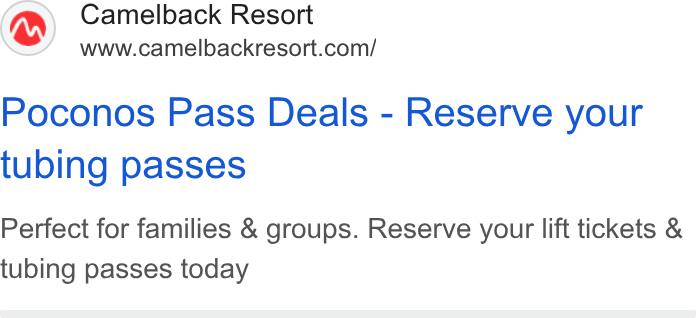 Camelback Resort
www.camelbackresort.com/
Poconos Pass Deals - Reserve your
tubing passes
Perfect for families & groups. Reserve your lift tickets &
tubing passes today